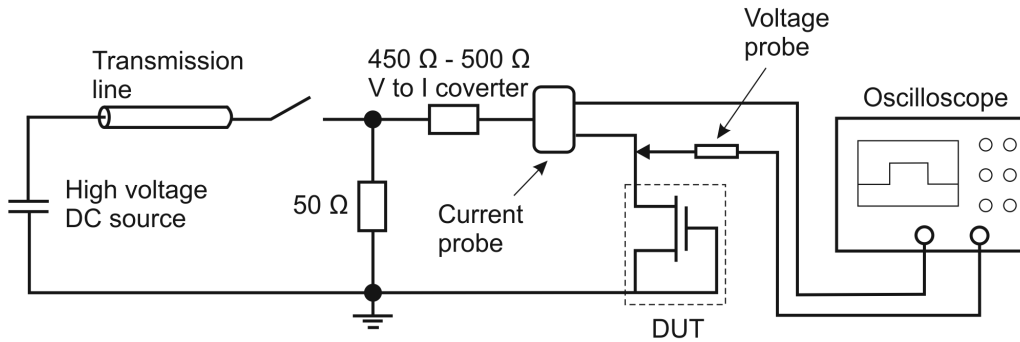 Transmission
line
450 Ω - 500 Ω
V to I coverter
Voltage
probe
Oscilloscope
High voltage
DC source
50 Ω
Current
probe
DUT